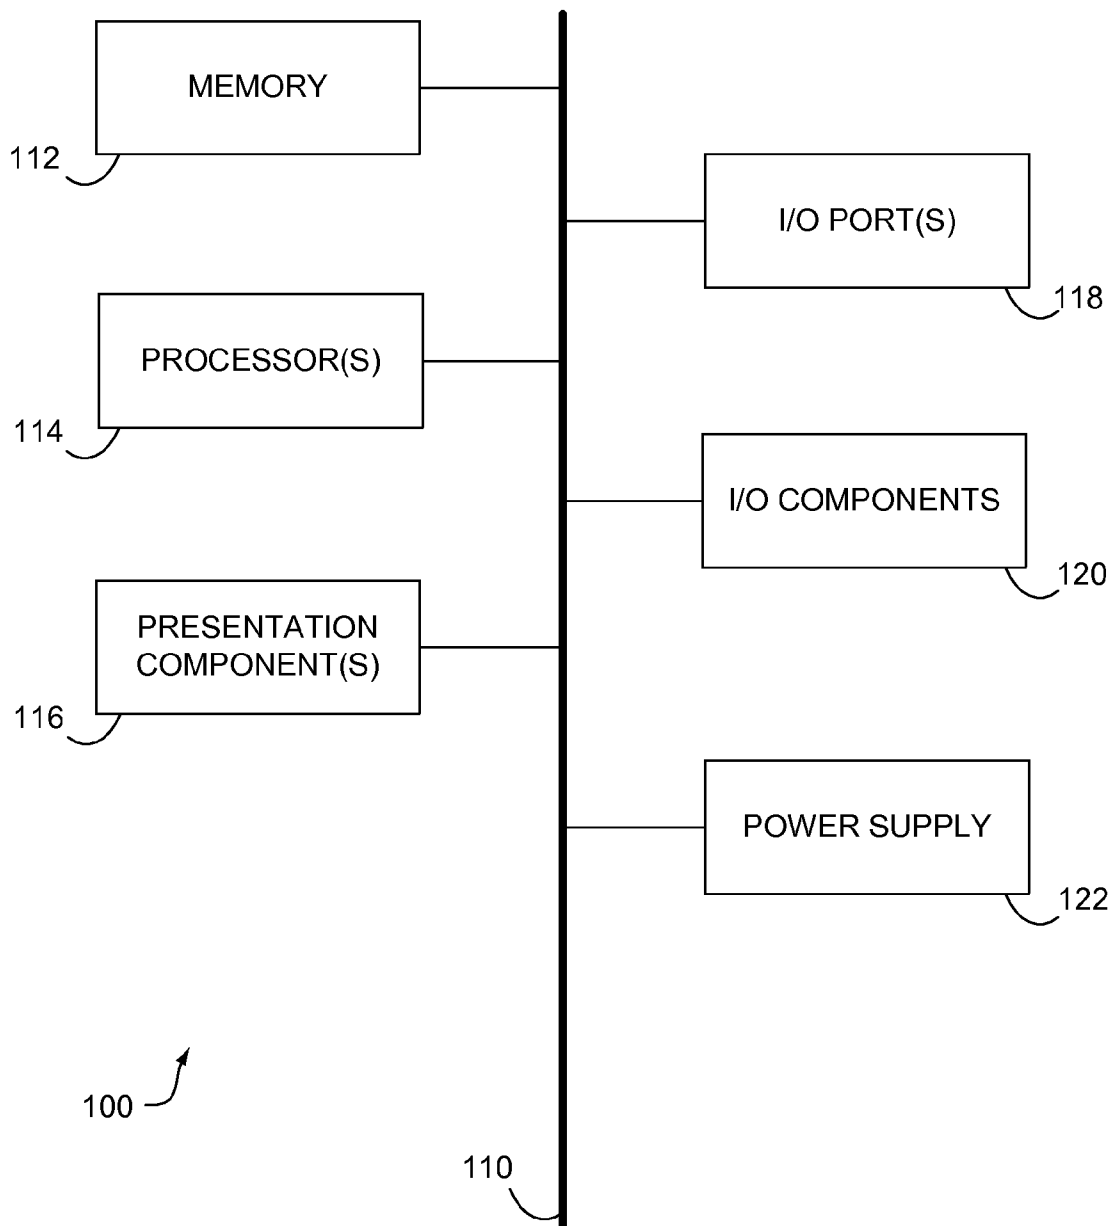 MEMORY
112
I/O PORT(S)
118
PROCESSOR(S)
114
I/O COMPONENTS
120
PRESENTATION
COMPONENT(S)
116
POWER SUPPLY
122
100
110